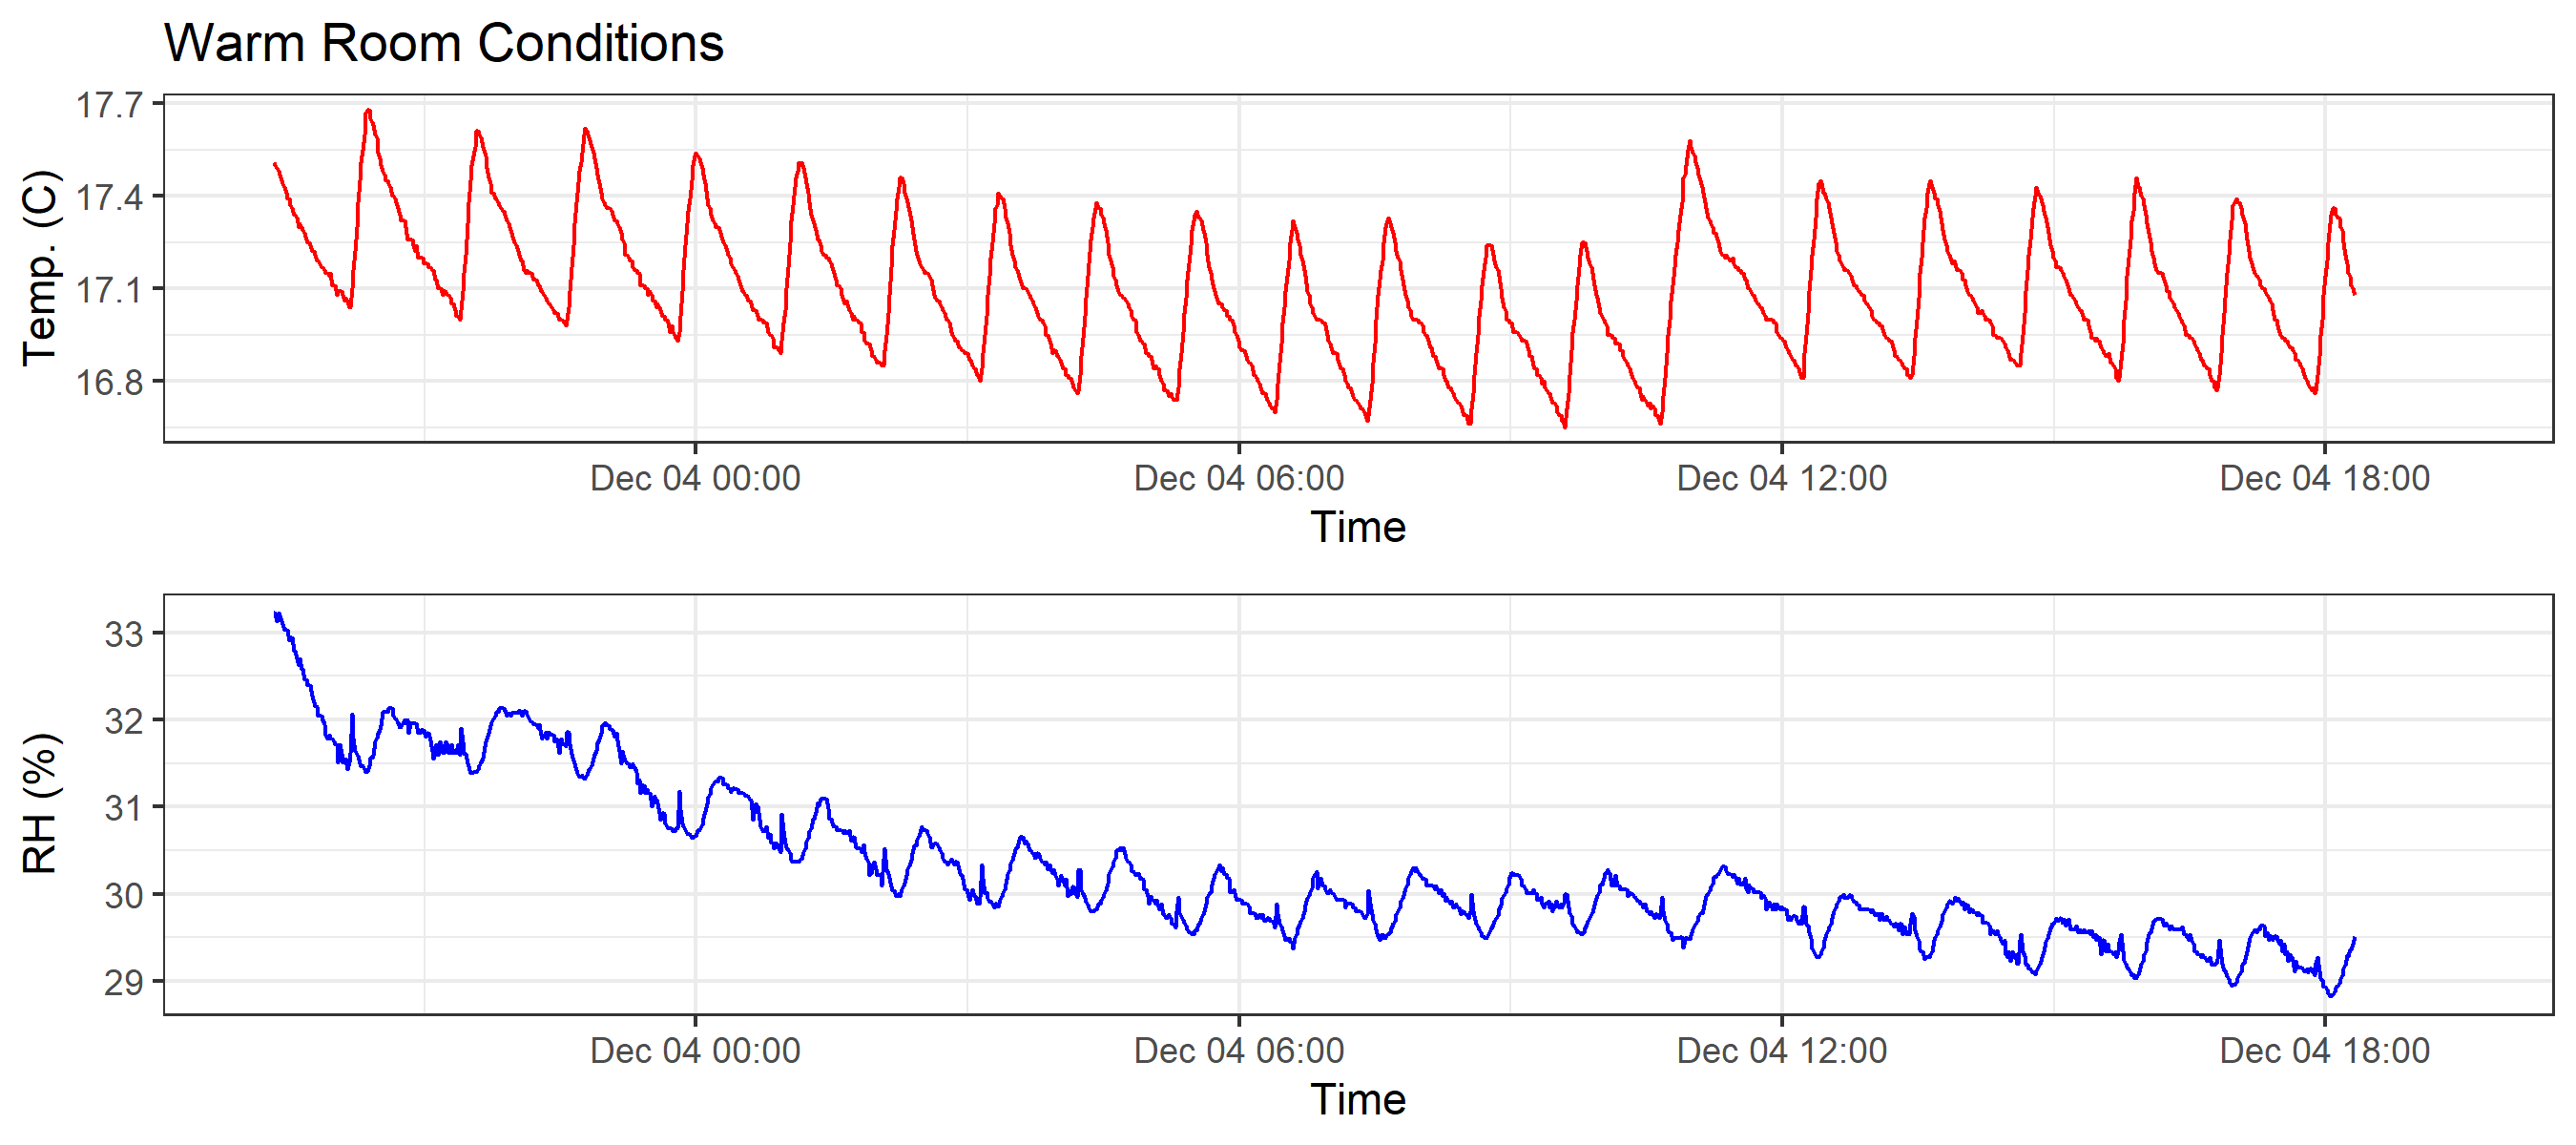 Warm Room Conditions
17.7
17.4
17.1
16.8
Temp. (C)
Dec 04 00:00 Dec 04 06:00 Dec 04 12:00 Dec 04 18:00
Time
33
32
31
30
29
RH (%)
Dec 04 00:00 Dec 04 06:00 Dec 04 12:00 Dec 04 18:00
Time